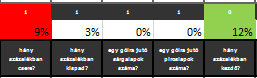 1 1 1 1 0
9% 3% 0% 0% 12%
hány százalékban csere? hány százalékban kispad? egy gólra jutó sárgalapok száma? egy gólra jutó piroslapok száma? hány százalékban kezdő?